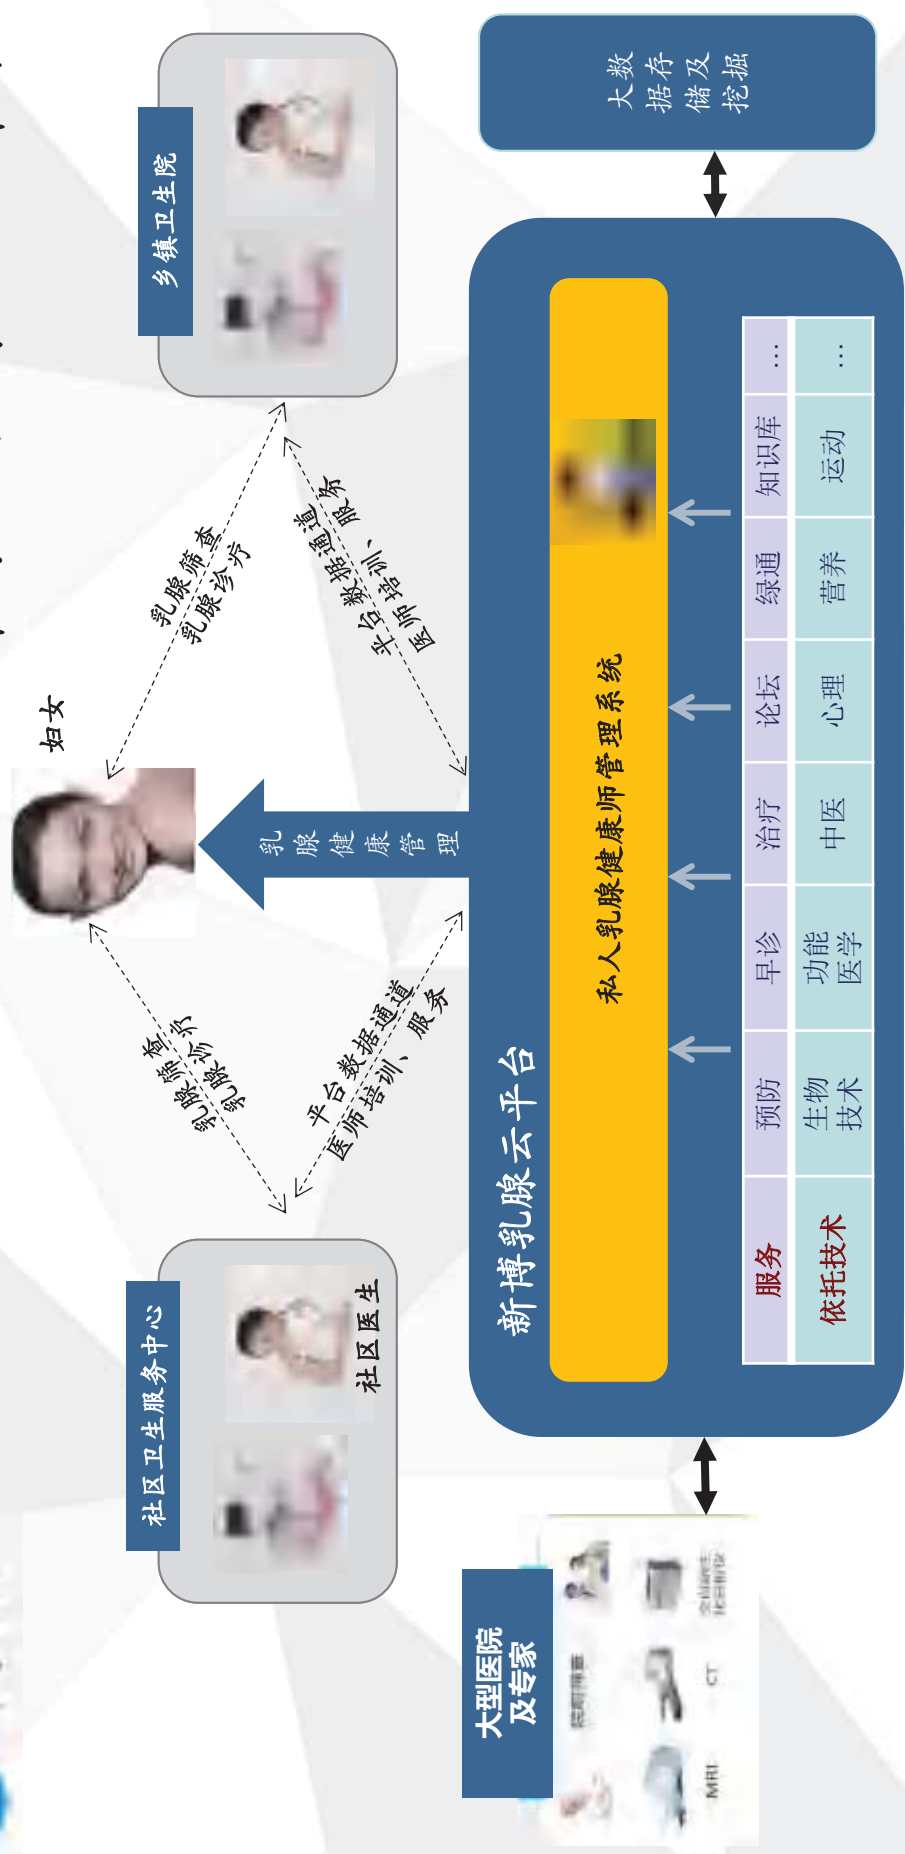 妇女
社区卫生服务中心
社区医生
乡镇卫生院
乳腺筛查
乳腺诊疗
乳腺筛查
乳腺诊疗
平台数据通道
医师培训、服务
平台数据通道
医师培训、服务
乳腺健康管理
大型医院
及专家
MRI
CT
新博乳腺云平台
私人乳腺健康师管理系统
服务 预防 早诊 治疗 论坛 绿通 知识库 …
依托技术 生物技术 功能医学 中医 心理 营养 运动 …
大数
据存
储及
挖掘